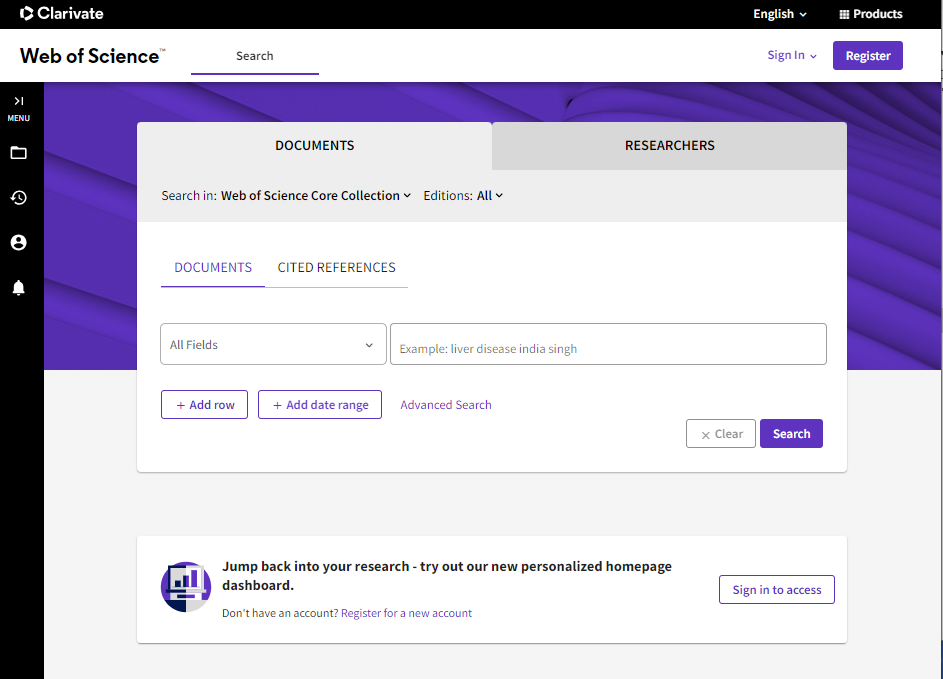 Clarivate
English
Products
Web of Science™
Search
Sign In
Register
MENU
DOCUMENTS
RESEARCHERS
Search in: Web of Science Core Collection
Editions: All
DOCUMENTS
CITED REFERENCES
All Fields
Example: liver disease india singh
+ Add row
+ Add date range
Advanced Search
× Clear
Search
Jump back into your research - try out our new personalized homepage
dashboard.
Don't have an account? Register for a new account
Sign in to access